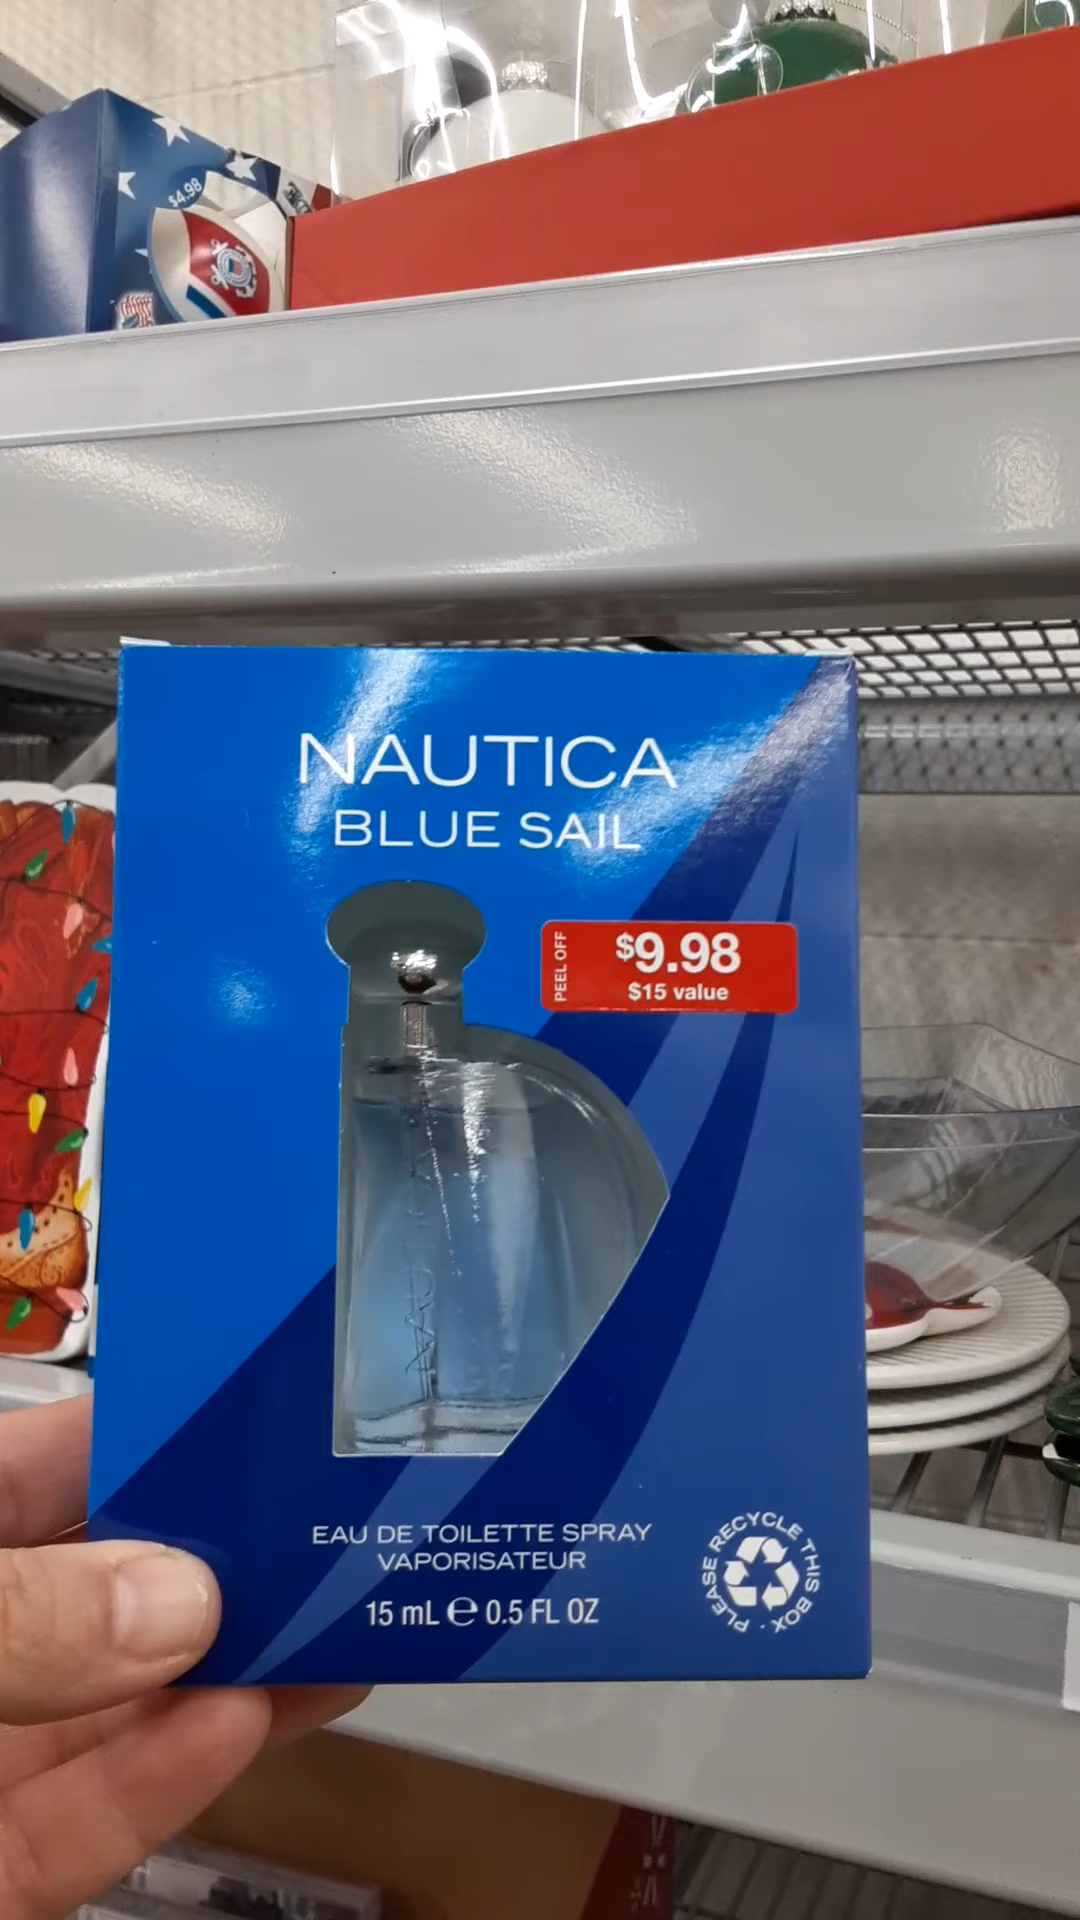 $4.98
NAUTICA
BLUE SAIL
PEEL OFF
$9.98
$15 value
NAUTICA
EAU DE TOILETTE SPRAY
VAPORISATEUR
15 mL ℮ 0.5 FL OZ
PLEASE RECYCLE THIS BOX •